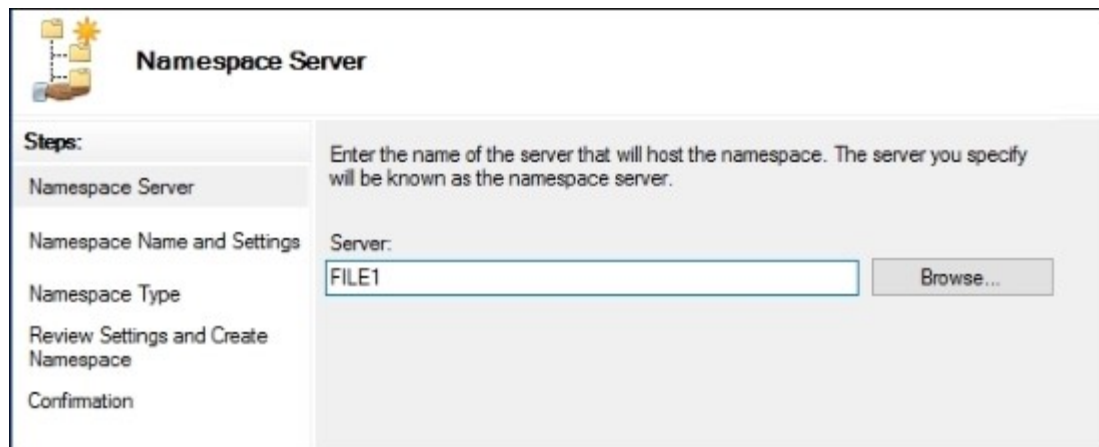 Namespace Server
Steps:
Namespace Server
Namespace Name and Settings
Namespace Type
Review Settings and Create
Namespace
Confirmation
Enter the name of the server that will host the namespace. The server you specify
will be known as the namespace server.
Server:
FILE1
Browse...